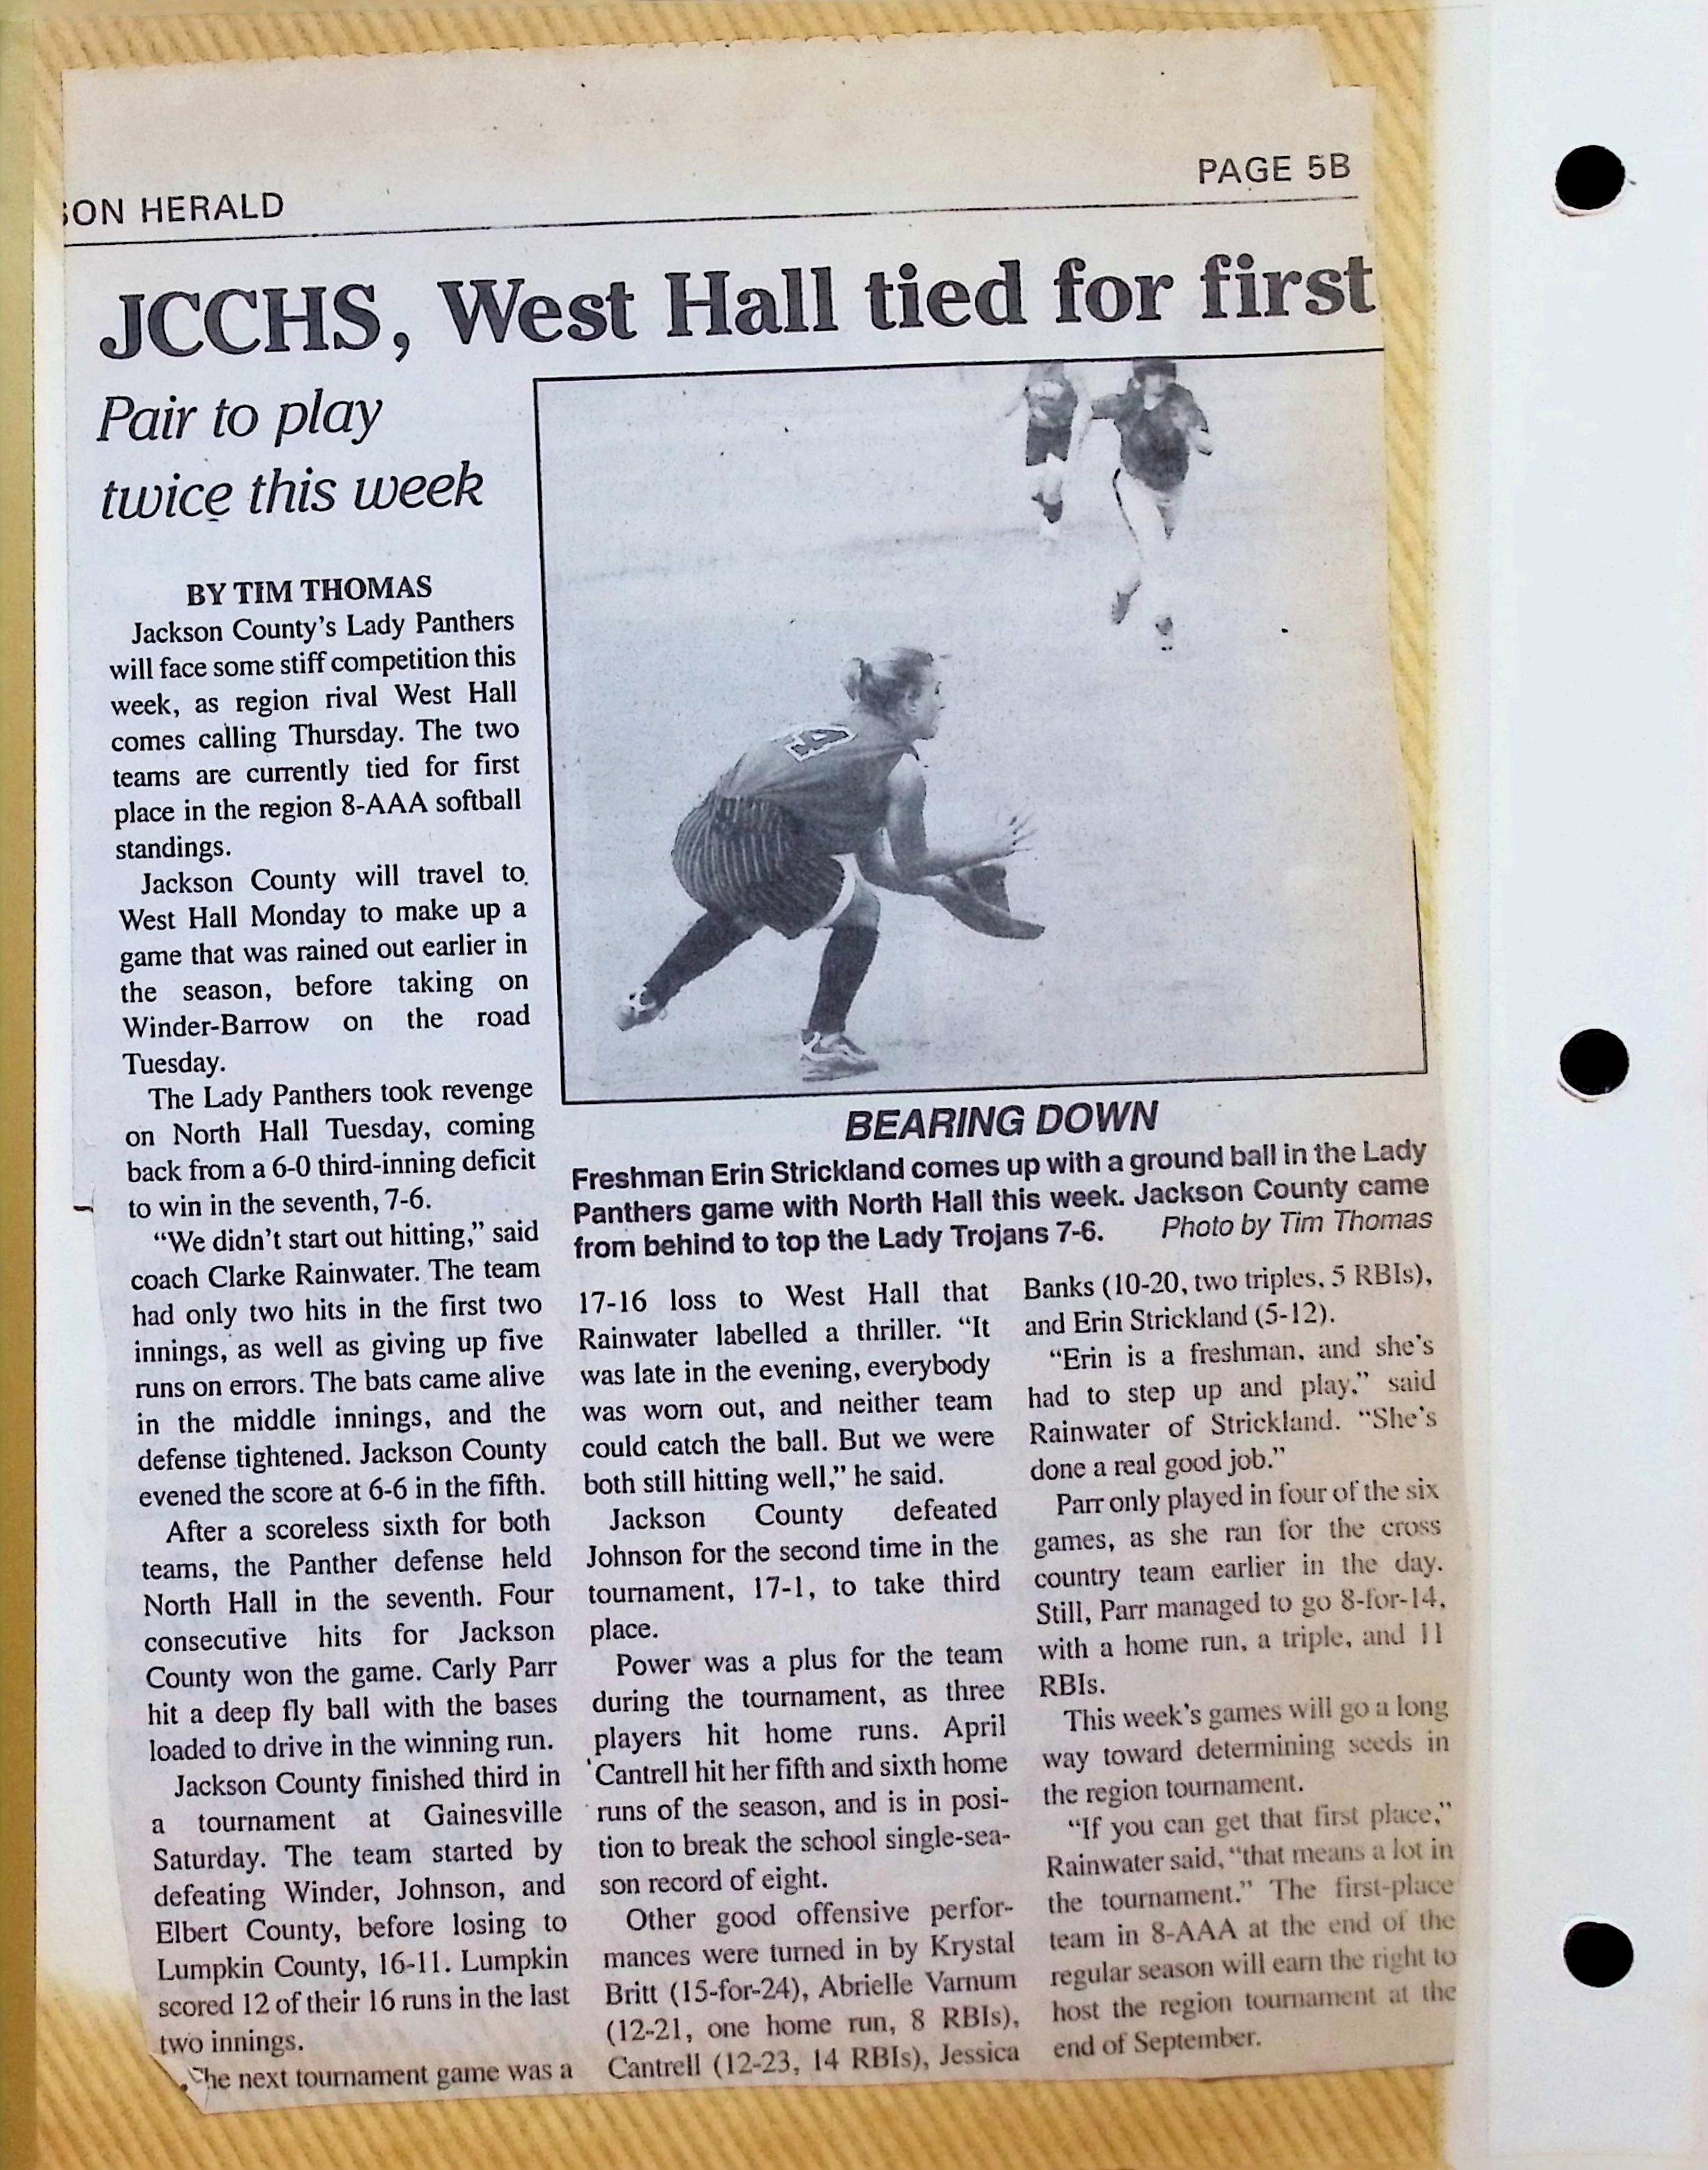 SON HERALD
PAGE 5B
JCCHS, West Hall tied for first
Pair to play
twice this week
BY TIM THOMAS
Jackson County's Lady Panthers
will face some stiff competition this
week, as region rival West Hall
comes calling Thursday. The two
teams are currently tied for first
place in the region 8-AAA softball
standings.
Jackson County will travel to
West Hall Monday to make up a
game that was rained out earlier in
the season, before taking on
Winder-Barrow on the road
Tuesday.
The Lady Panthers took revenge
on North Hall Tuesday, coming
back from a 6-0 third-inning deficit
to win in the seventh, 7-6.
"We didn't start out hitting," said
coach Clarke Rainwater. The team
had only two hits in the first two
innings, as well as giving up five
runs on errors. The bats came alive
in the middle innings, and the
defense tightened. Jackson County
evened the score at 6-6 in the fifth.
After a scoreless sixth for both
teams, the Panther defense held
North Hall in the seventh. Four
consecutive hits for Jackson
County won the game. Carly Parr
hit a deep fly ball with the bases
loaded to drive in the winning run.
Jackson County finished third in
a tournament at Gainesville
Saturday. The team started by
defeating Winder, Johnson, and
Elbert County, before losing to
Lumpkin County, 16-11. Lumpkin
scored 12 of their 16 runs in the last
two innings.
he next tournament game was a
4
BEARING DOWN
Freshman Erin Strickland comes up with a ground ball in the Lady
Panthers game with North Hall this week. Jackson County came
from behind to top the Lady Trojans 7-6. Photo by Tim Thomas
17-16 loss to West Hall that
Rainwater labelled a thriller. "It
was late in the evening, everybody
was worn out, and neither team
could catch the ball. But we were
both still hitting well," he said.
Jackson County defeated
Johnson for the second time in the
tournament, 17-1, to take third
place.
Power was a plus for the team
during the tournament, as three
players hit home runs. April
Cantrell hit her fifth and sixth home
runs of the season, and is in posi-
tion to break the school single-sea-
son record of eight.
Other good offensive perfor-
mances were turned in by Krystal
Britt (15-for-24), Abrielle Varnum
(12-21, one home run, 8 RBIs),
Cantrell (12-23, 14 RBIs), Jessica
Banks (10-20, two triples, 5 RBIs),
and Erin Strickland (5-12).
"Erin is a freshman, and she's
had to step up and play," said
Rainwater of Strickland. "She's
done a real good job."
Parr only played in four of the six
games, as she ran for the cross
country team earlier in the day.
Still, Parr managed to go 8-for-14,
with a home run, a triple, and 11
RBIs.
This week's games will go a long
way toward determining seeds in
the region tournament.
"If you can get that first place,"
Rainwater said, "that means a lot in
the tournament." The first-place
team in 8-AAA at the end of the
regular season will earn the right to
host the region tournament at the
end of September.